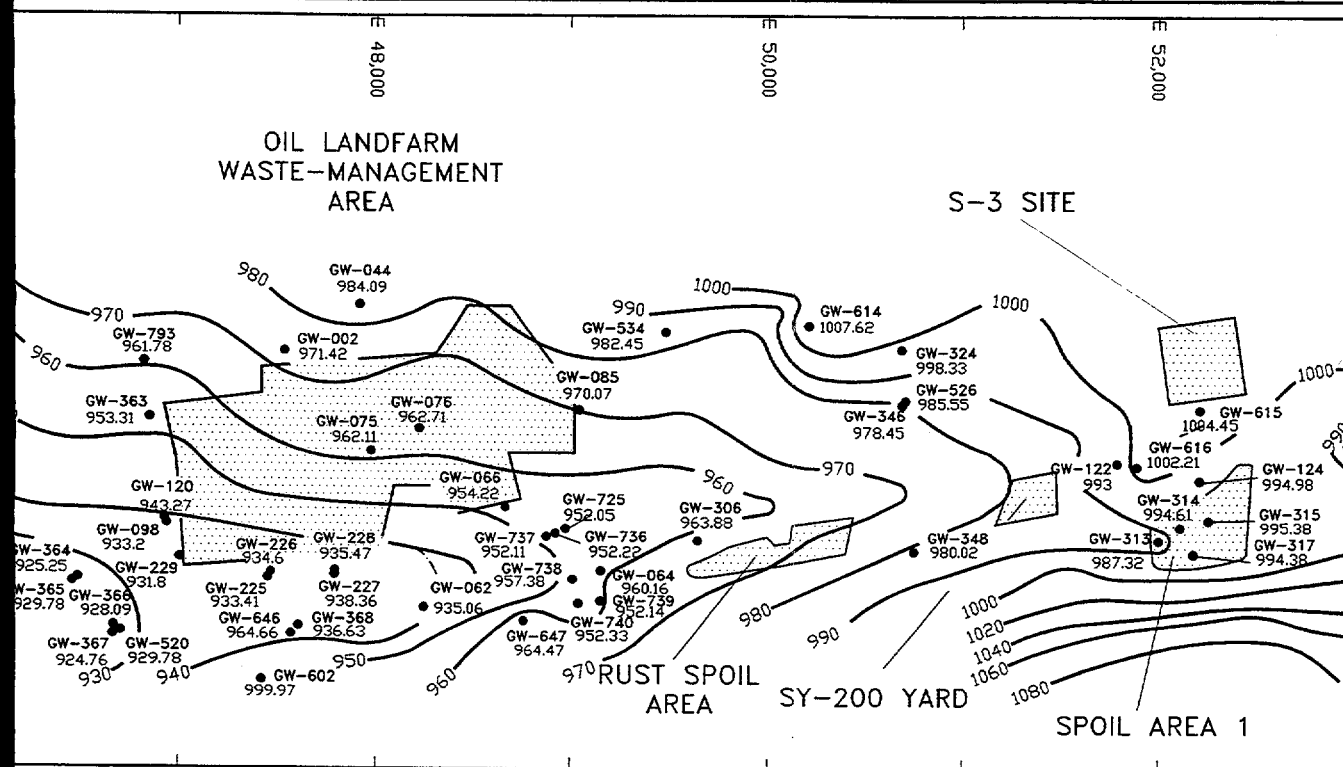 E 48,000
E 50,000
E 52,000
OIL LANDFARM
WASTE-MANAGEMENT
AREA
S-3 SITE
980
GW-044
984.09
990
1000
1000
970
GW-793
961.78
960
GW-002
971.42
GW-534
982.45
GW-614
1007.62
GW-324
998.33
GW-085
970.07
GW-526
985.55
1000
GW-363
953.31
GW-076
962.71
GW-075
962.11
GW-346
978.45
GW-615
1004.45
GW-616
1002.21
GW-122
993
GW-124
994.98
970
960
GW-066
954.22
GW-120
943.27
GW-098
933.2
GW-725
952.05
GW-306
963.88
GW-314
994.61
GW-315
995.38
GW-313
987.32
GW-317
994.38
GW-737
952.11
GW-736
952.22
GW-348
980.02
GW-364
925.25
GW-229
931.8
GW-226
934.6
GW-228
935.47
GW-738
957.38
GW-064
960.16
GW-365
929.78
GW-366
928.09
GW-225
933.41
GW-227
938.36
GW-062
935.06
GW-739
952.14
GW-740
952.33
GW-646
964.66
GW-368
936.63
GW-647
964.47
GW-367
924.76
GW-520
929.78
GW-602
999.97
930
940
950
960
970
980
990
1000
1020
1040
1060
1080
RUST SPOIL
AREA
SY-200 YARD
SPOIL AREA 1